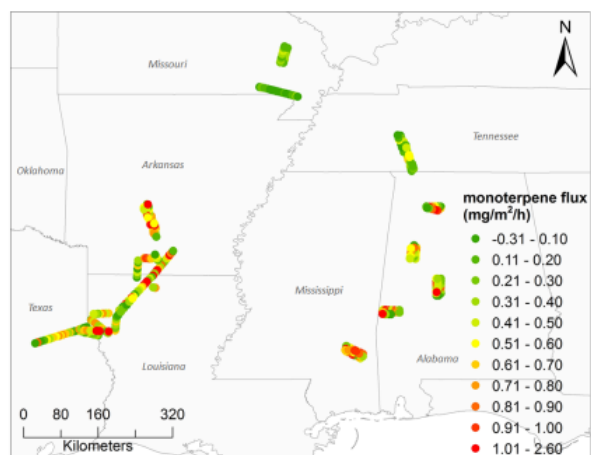 N
Missouri
Tennessee
Oklahoma
Arkansas
monoterpene flux
(mg/m²/h)
-0.31 - 0.10
0.11 - 0.20
0.21 - 0.30
0.31 - 0.40
0.41 - 0.50
0.51 - 0.60
0.61 - 0.70
0.71 - 0.80
0.81 - 0.90
0.91 - 1.00
1.01 - 2.60
Mississippi
Texas
Louisiana
Alabama
0 80 160 320
Kilometers